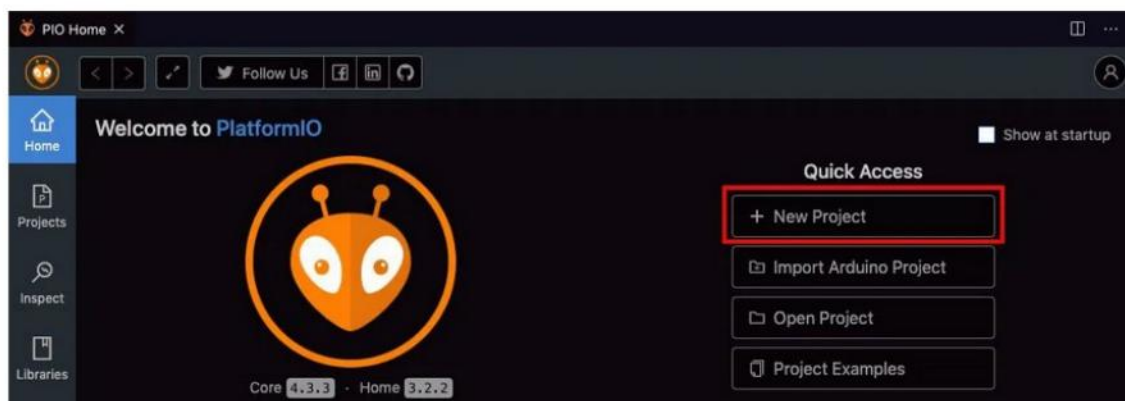 PIO Home
Follow Us
Home
Projects
Inspect
Libraries
Welcome to PlatformIO
Core 4.3.3 · Home 3.2.2
Show at startup
Quick Access
+ New Project
Import Arduino Project
Open Project
Project Examples